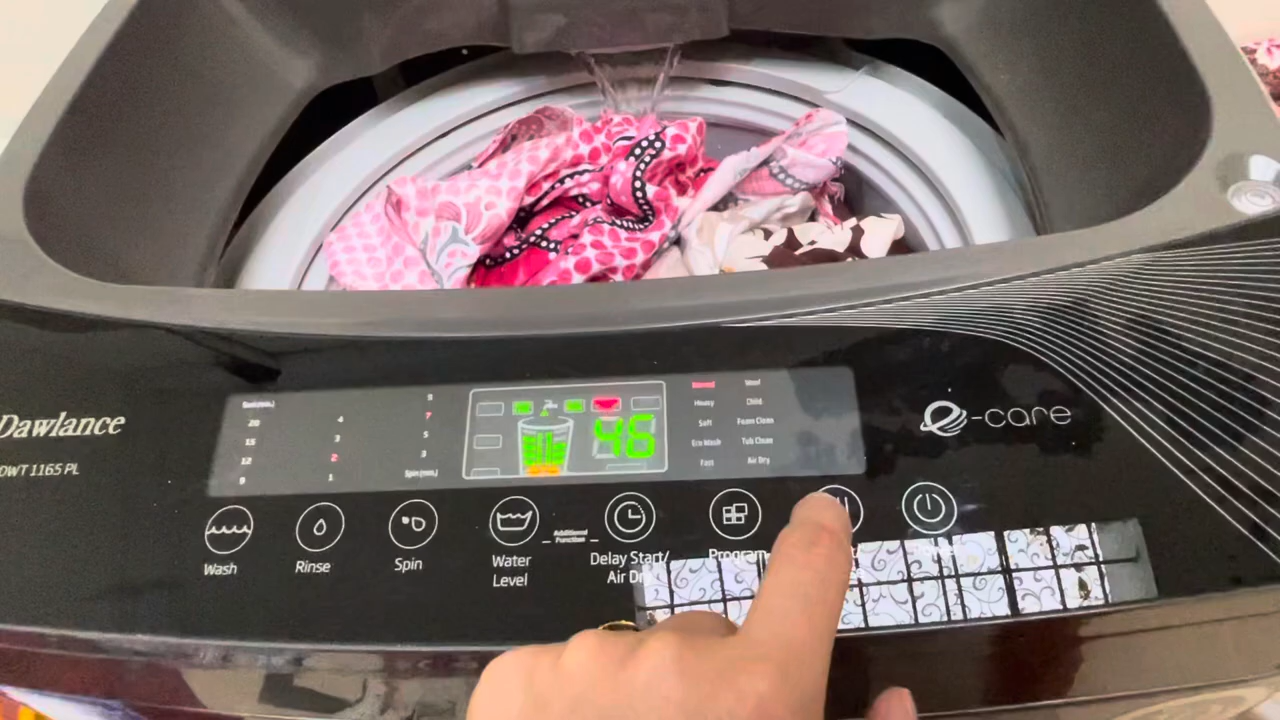 Dawlance
DWT 1165 PL
20
15
12
9
4
3
2
1
9
7
5
3
Spin(min.)
46
Normal
Heavy
Soft
Eco Wash
Fast
Wool
Child
Foam Clean
Tub Clean
Air Dry
e-care
Wash
Rinse
Spin
Water
Level
Additional
Function
Delay Start/
Air Dry
Program